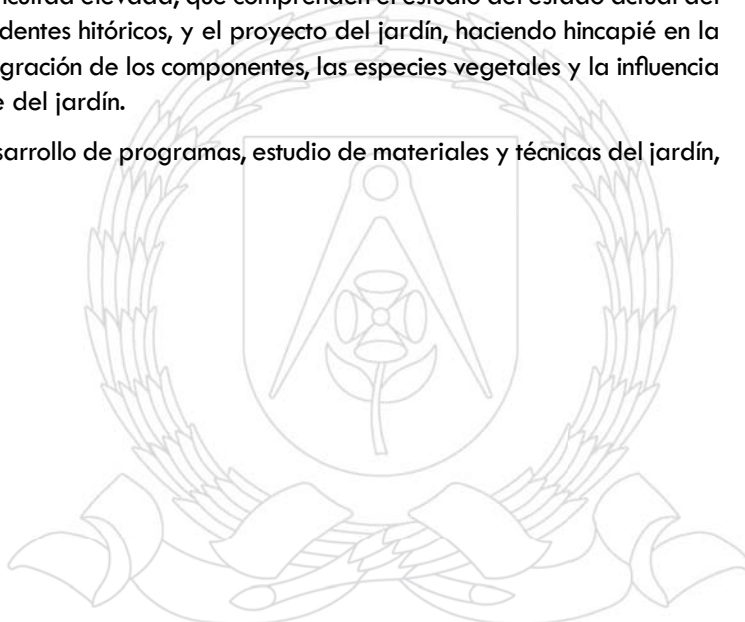 que comprenden el estudio del estado actual del
dentes hitóricos, y el proyecto del jardín, haciendo hincapié en la
gración de los componentes, las especies vegetales y la influencia
e del jardín.
sarrollo de programas, estudio de materiales y técnicas del jardín,